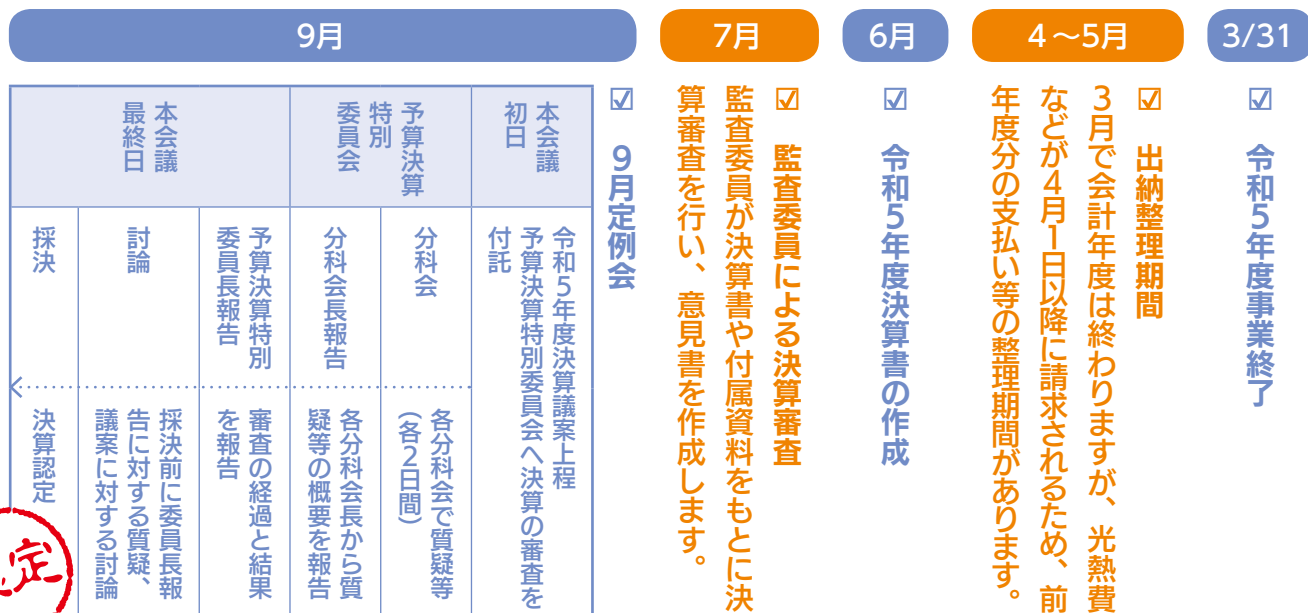 3/31
☑ 令和5年度事業終了
4～5月
☑ 出納整理期間
3月で会計年度は終わりますが、光熱費
などが4月1日以降に請求されるため、前
年度分の支払い等の整理期間があります。
6月
☑ 令和5年度決算書の作成
7月
☑ 監査委員による決算審査
監査委員が決算書や付属資料をもとに決
算審査を行い、意見書を作成します。
9月
☑ 9月定例会
本会議
初日
令和5年度決算議案上程
予算決算特別委員会へ決算の審査を
付託
予算決算
特別
委員会
分科会
各分科会で質疑等
(各2日間)
分科会長報告
各分科会長から質
疑等の概要を報告
本会議
最終日
予算決算特別
委員長報告
審査の経過と結果
を報告
討論
採決前に委員長報
告に対する質疑、
議案に対する討論
採決
決算認定
定